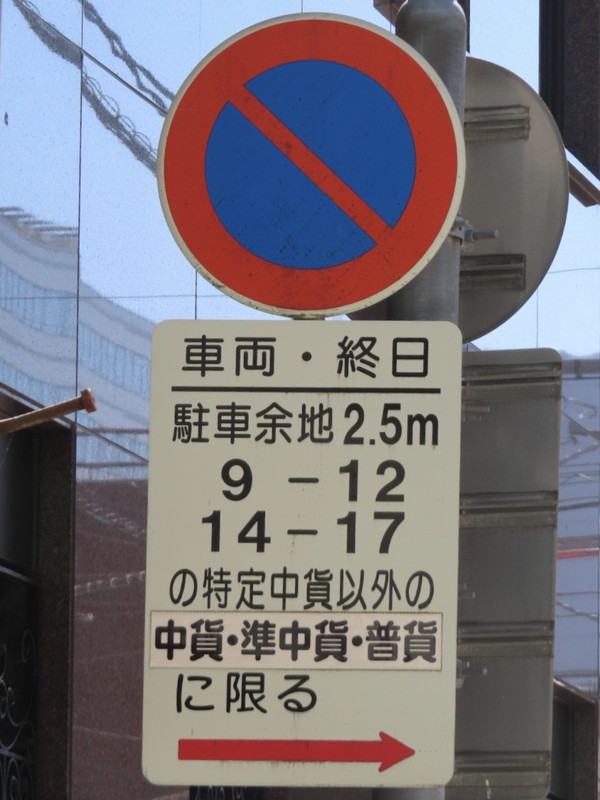 車両・終日
駐車余地2.5m
9－12
14－17
の特定中貨以外の
中貨・準中貨・普貨
に限る